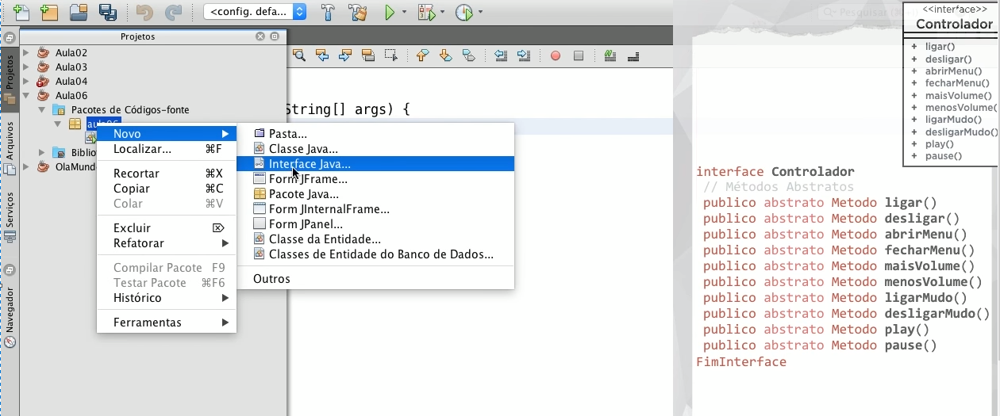 <config. defa...
Pesquisar (⌘+I)
Projetos
Projetos
Arquivos
Serviços
Navegador
Aula02
Aula03
Aula04
Aula06
Pacotes de Códigos-fonte
aula06
Biblio
OlaMund
String[] args) {
Novo
Localizar... ⌘F
Recortar ⌘X
Copiar ⌘C
Colar ⌘V
Excluir ⌦
Refatorar
Compilar Pacote F9
Testar Pacote ⌘F6
Histórico
Ferramentas
Pasta...
Classe Java...
Interface Java...
Form JFrame...
Pacote Java...
Form JInternalFrame...
Form JPanel...
Classe da Entidade...
Classes de Entidade do Banco de Dados...
Outros
<<interface>>
Controlador
+ ligar()
+ desligar()
+ abrirMenu()
+ fecharMenu()
+ maisVolume()
+ menosVolume(
+ ligarMudo()
+ desligarMudo()
+ play()
+ pause()
interface Controlador
// Métodos Abstratos
publico abstrato Metodo ligar()
publico abstrato Metodo desligar()
publico abstrato Metodo abrirMenu()
publico abstrato Metodo fecharMenu()
publico abstrato Metodo maisVolume()
publico abstrato Metodo menosVolume()
publico abstrato Metodo ligarMudo()
publico abstrato Metodo desligarMudo()
publico abstrato Metodo play()
publico abstrato Metodo pause()
FimInterface